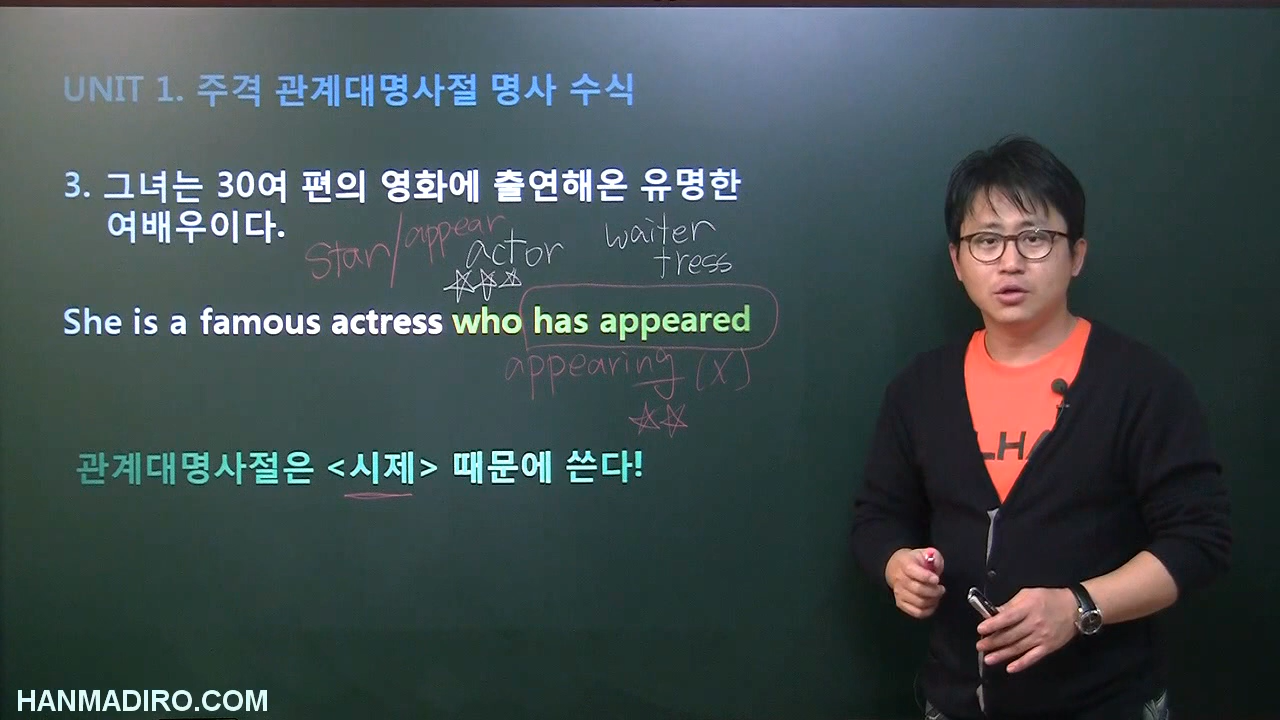 UNIT 1. 주격 관계대명사절 명사 수식
3. 그녀는 30여 편의 영화에 출연해온 유명한
여배우이다.
star/appear actor waiter
tress
She is a famous actress who has appeared
appearing (X)
관계대명사절은 <시제> 때문에 쓴다!
LHA
HANMADIRO.COM